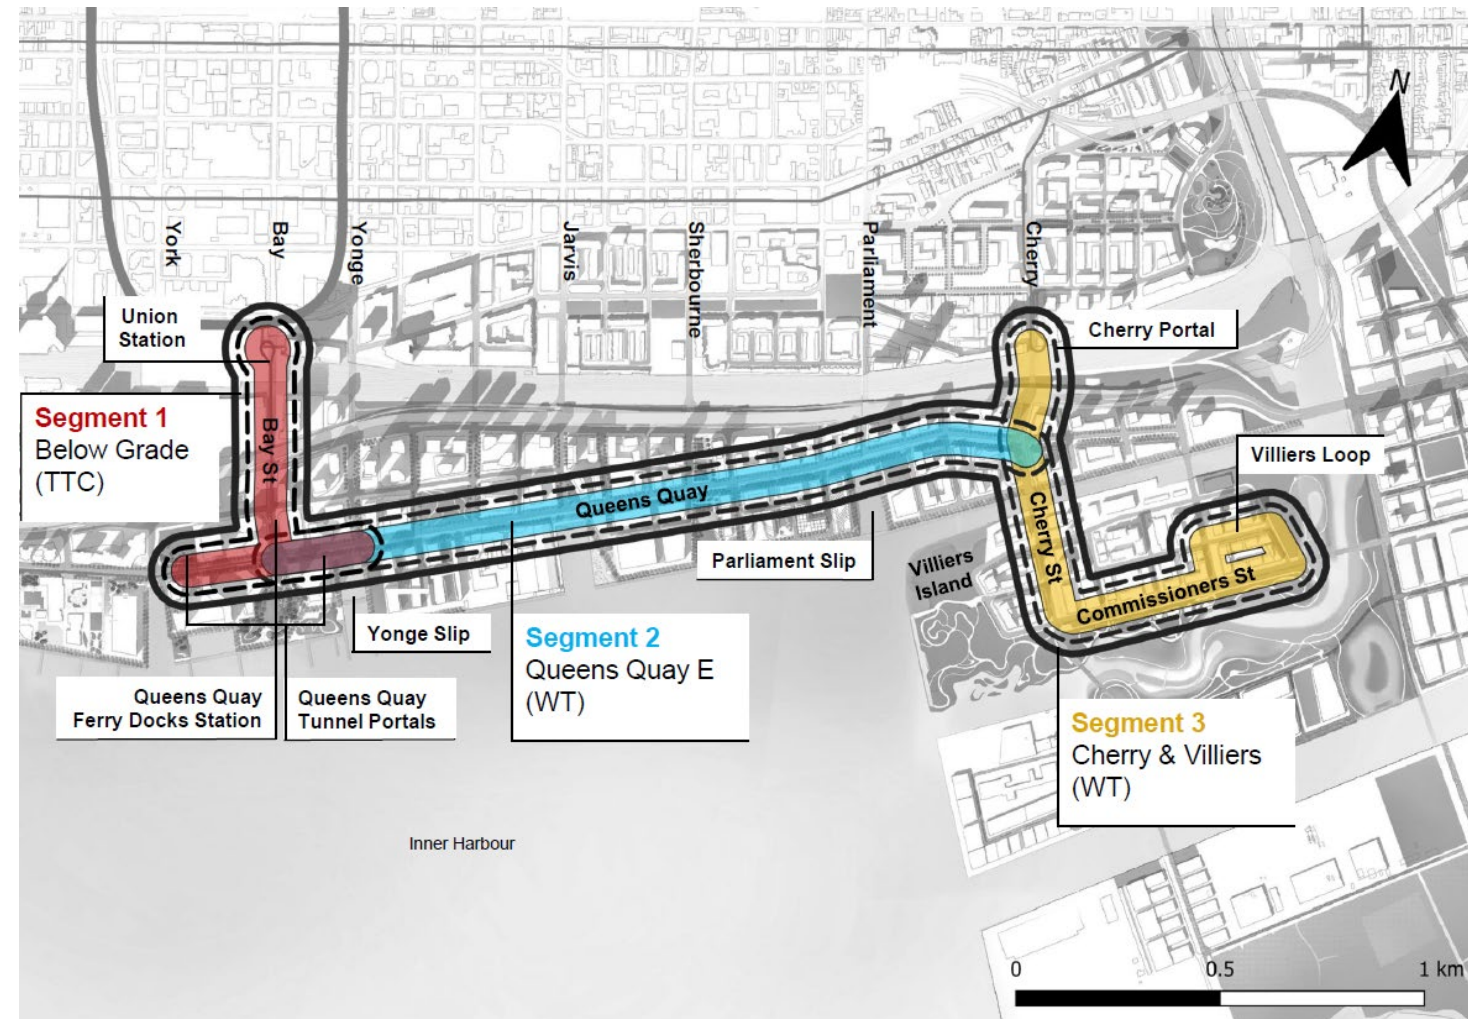 N
York
Bay
Yonge
Jarvis
Sherbourne
Parliament
Cherry
Union
Station
Cherry Portal
Segment 1
Below Grade
(TTC)
Bay St
Villiers Loop
Queens Quay
Cherry St
Parliament Slip
Villiers
Island
Commissioners St
Yonge Slip
Segment 2
Queens Quay E
(WT)
Queens Quay
Ferry Docks Station
Queens Quay
Tunnel Portals
Segment 3
Cherry & Villiers
(WT)
Inner Harbour
0 0.5 1 km